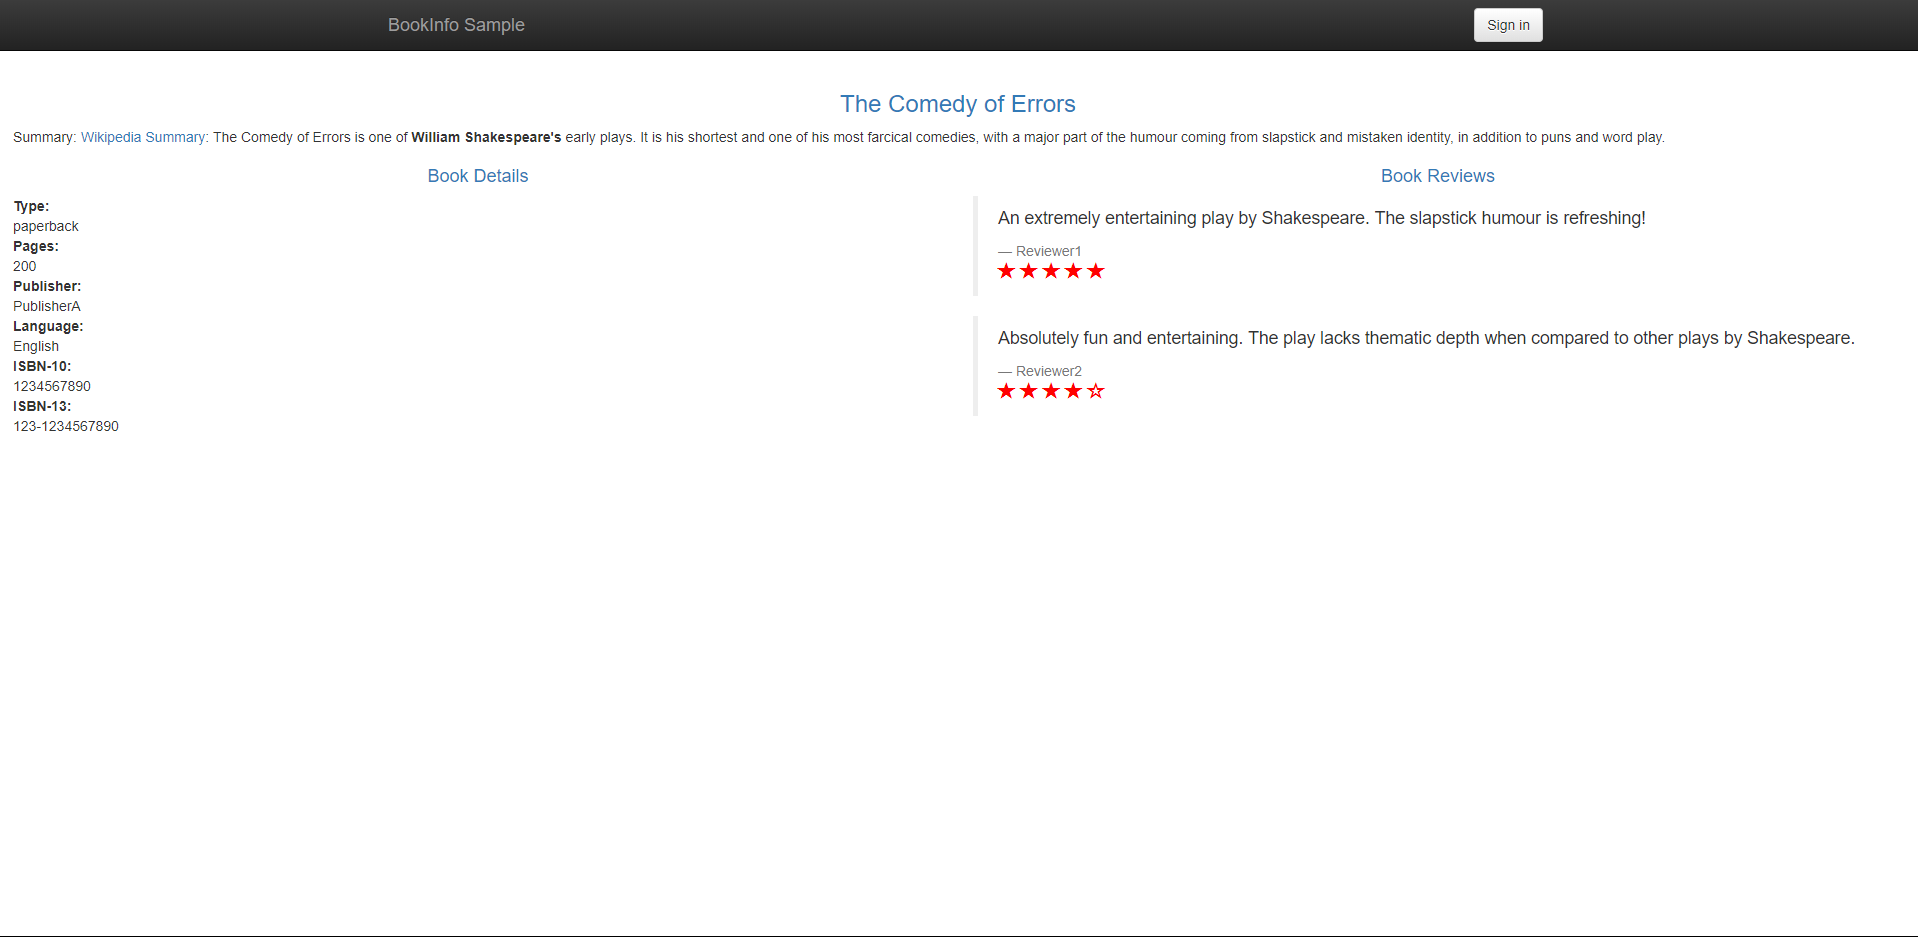 BookInfo Sample
Sign in
The Comedy of Errors
Summary: Wikipedia Summary: The Comedy of Errors is one of William Shakespeare's early plays. It is his shortest and one of his most farcical comedies, with a major part of the humour coming from slapstick and mistaken identity, in addition to puns and word play.
Book Details
Type:
paperback
Pages:
200
Publisher:
PublisherA
Language:
English
ISBN-10:
1234567890
ISBN-13:
123-1234567890
Book Reviews
An extremely entertaining play by Shakespeare. The slapstick humour is refreshing!
— Reviewer1
Absolutely fun and entertaining. The play lacks thematic depth when compared to other plays by Shakespeare.
— Reviewer2